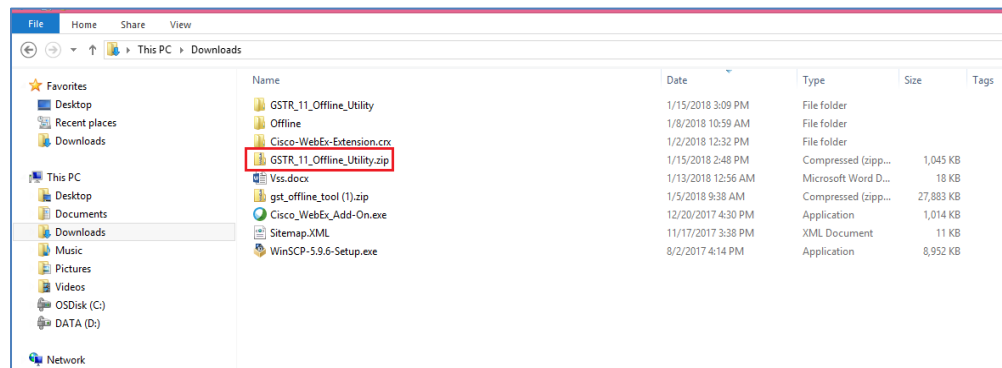 File Home Share View
This PC Downloads
Favorites
Desktop
Recent places
Downloads
This PC
Desktop
Documents
Downloads
Music
Pictures
Videos
OSDisk (C:)
DATA (D:)
Network
Name Date Type Size Tags
GSTR_11_Offline_Utility 1/15/2018 3:09 PM File folder
Offline 1/8/2018 10:59 AM File folder
Cisco-WebEx-Extension.crx 1/2/2018 12:32 PM File folder
GSTR_11_Offline_Utility.zip 1/15/2018 2:48 PM Compressed (zipp... 1,045 KB
Vss.docx 1/13/2018 12:56 AM Microsoft Word D... 18 KB
gst_offline_tool (1).zip 1/5/2018 9:38 AM Compressed (zipp... 27,883 KB
Cisco_WebEx_Add-On.exe 12/20/2017 4:30 PM Application 1,014 KB
Sitemap.XML 11/17/2017 3:38 PM XML Document 11 KB
WinSCP-5.9.6-Setup.exe 8/2/2017 4:14 PM Application 8,952 KB